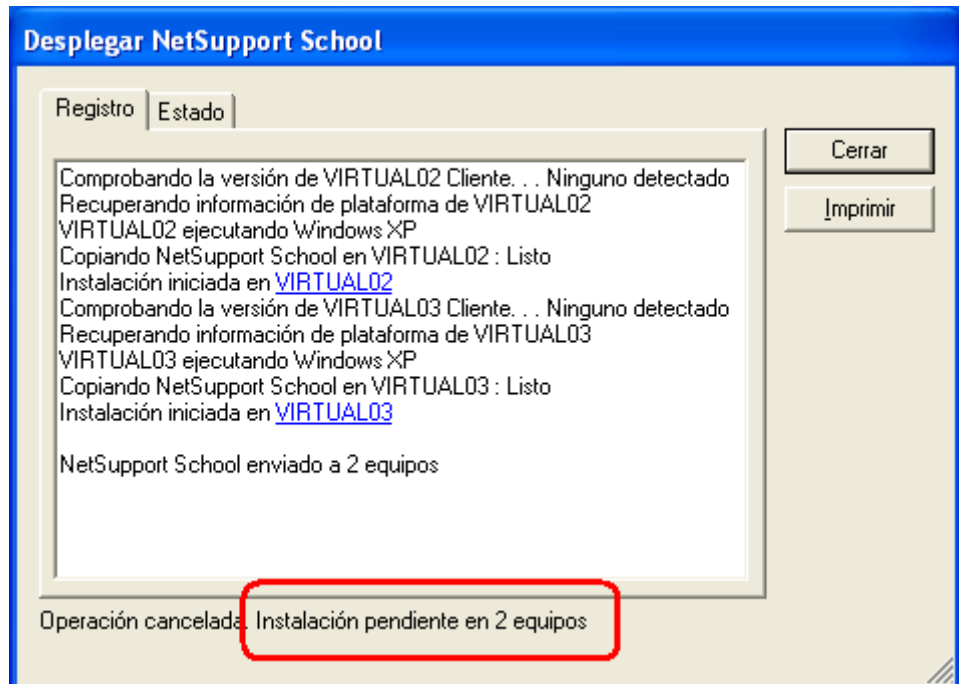 Desplegar NetSupport School
Registro
Estado
Comprobando la versión de VIRTUAL02 Cliente. . . Ninguno detectado
Recuperando información de plataforma de VIRTUAL02
VIRTUAL02 ejecutando Windows XP
Copiando NetSupport School en VIRTUAL02 : Listo
Instalación iniciada en VIRTUAL02
Comprobando la versión de VIRTUAL03 Cliente. . . Ninguno detectado
Recuperando información de plataforma de VIRTUAL03
VIRTUAL03 ejecutando Windows XP
Copiando NetSupport School en VIRTUAL03 : Listo
Instalación iniciada en VIRTUAL03
NetSupport School enviado a 2 equipos
Cerrar
Imprimir
Operación cancelada. Instalación pendiente en 2 equipos